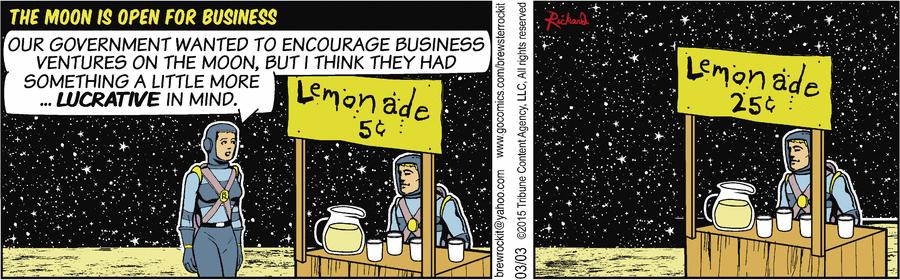 THE MOON IS OPEN FOR BUSINESS
OUR GOVERNMENT WANTED TO ENCOURAGE BUSINESS
VENTURES ON THE MOON, BUT I THINK THEY HAD
SOMETHING A LITTLE MORE
... LUCRATIVE IN MIND.
Lemonade
5¢
R
brewrockit@yahoo.com www.gocomics.com/brewsterrockit
03/03 ©2015 Tribune Content Agency, LLC, All rights reserved
Richard
Lemonade
25¢